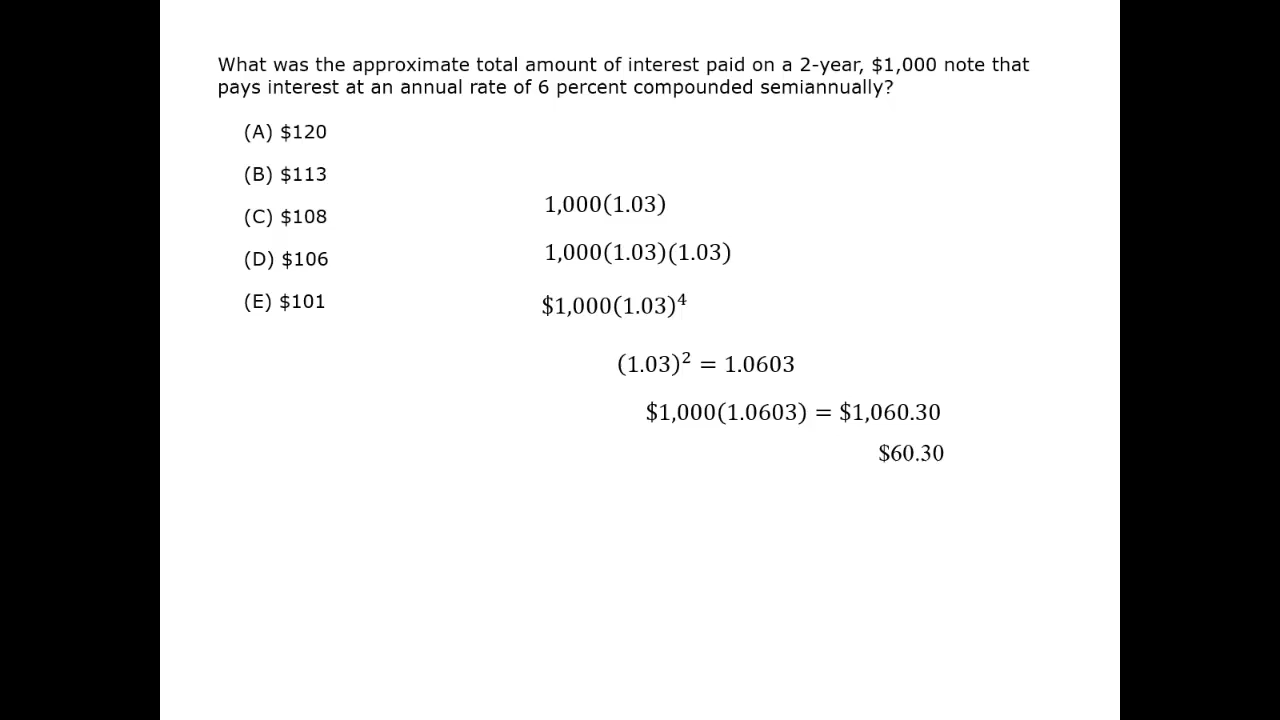 What was the approximate total amount of interest paid on a 2-year, $1,000 note that
pays interest at an annual rate of 6 percent compounded semiannually?
(A) $120
(B) $113
(C) $108
(D) $106
(E) $101
1,000(1.03)
1,000(1.03)(1.03)
$1,000(1.03)⁴
(1.03)² = 1.0603
$1,000(1.0603) = $1,060.30
$60.30